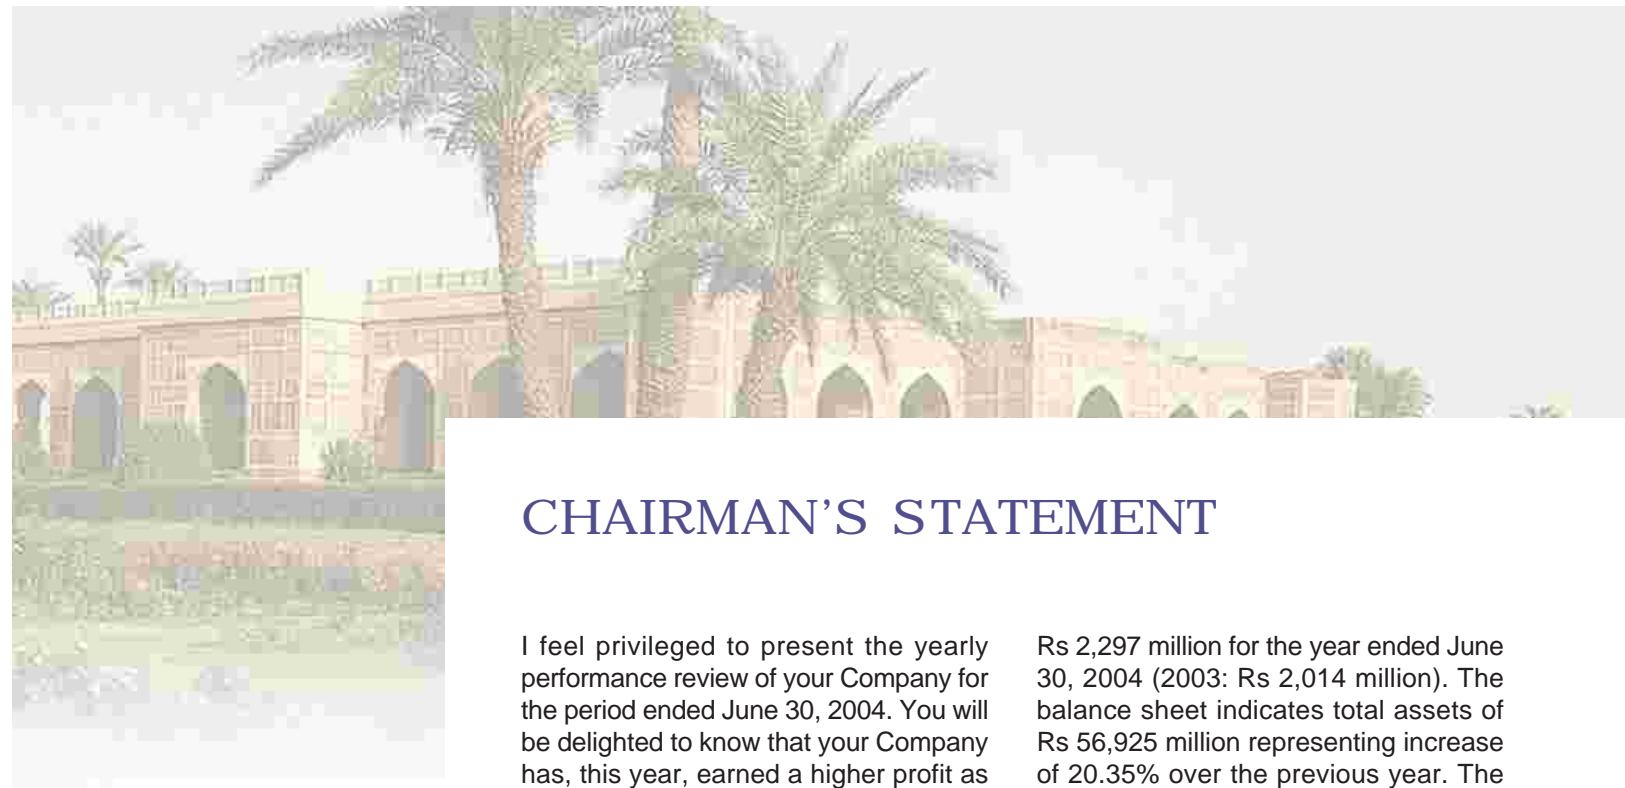 CHAIRMAN’S STATEMENT
I feel privileged to present the yearly
performance review of your Company for
the period ended June 30, 2004. You will
be delighted to know that your Company
has, this year, earned a higher profit as
Rs 2,297 million for the year ended June
30, 2004 (2003: Rs 2,014 million). The
balance sheet indicates total assets of
Rs 56,925 million representing increase
of 20.35% over the previous year. The